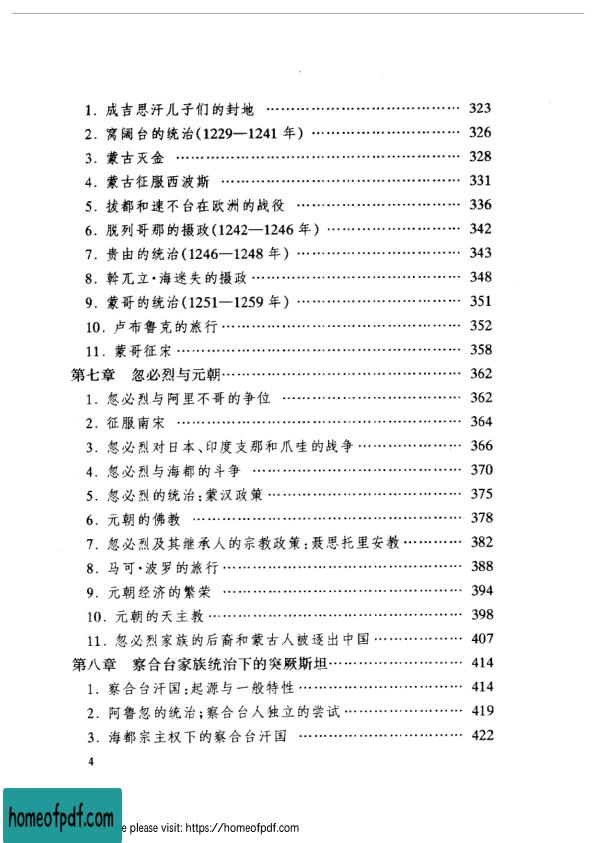 1. 成吉思汗儿子们的封地 …………………………………… 323
2. 窝阔台的统治(1229—1241 年) ………………………… 326
3. 蒙古灭金 …………………………………………………… 328
4. 蒙古征服西波斯 …………………………………………… 331
5. 拔都和速不台在欧洲的战役 ……………………………… 336
6. 脱列哥那的摄政(1242—1246 年) ……………………… 342
7. 贵由的统治(1246—1248 年) …………………………… 343
8. 斡兀立·海迷失的摄政 …………………………………… 348
9. 蒙哥的统治(1251—1259 年) …………………………… 351
10. 卢布鲁克的旅行 ………………………………………… 352
11. 蒙哥征宋 ………………………………………………… 358
第七章 忽必烈与元朝 ………………………………………… 362
1. 忽必烈与阿里不哥的争位 ………………………………… 362
2. 征服南宋 …………………………………………………… 364
3. 忽必烈对日本、印度支那和爪哇的战争 ………………… 366
4. 忽必烈与海都的斗争 ……………………………………… 370
5. 忽必烈的统治:蒙汉政策 ………………………………… 375
6. 元朝的佛教 ………………………………………………… 378
7. 忽必烈及其继承人的宗教政策:聂思托里安教 ………… 382
8. 马可·波罗的旅行 ………………………………………… 388
9. 元朝经济的繁荣 …………………………………………… 394
10. 元朝的天主教 …………………………………………… 398
11. 忽必烈家族的后裔和蒙古人被逐出中国 ……………… 407
第八章 察合台家族统治下的突厥斯坦 ……………………… 414
1. 察合台汗国:起源与一般特性 …………………………… 414
2. 阿鲁忽的统治;察合台人独立的尝试 …………………… 419
3. 海都宗主权下的察合台汗国 ……………………………… 422
4
homeofpdf.com
e please visit: https://homeofpdf.com